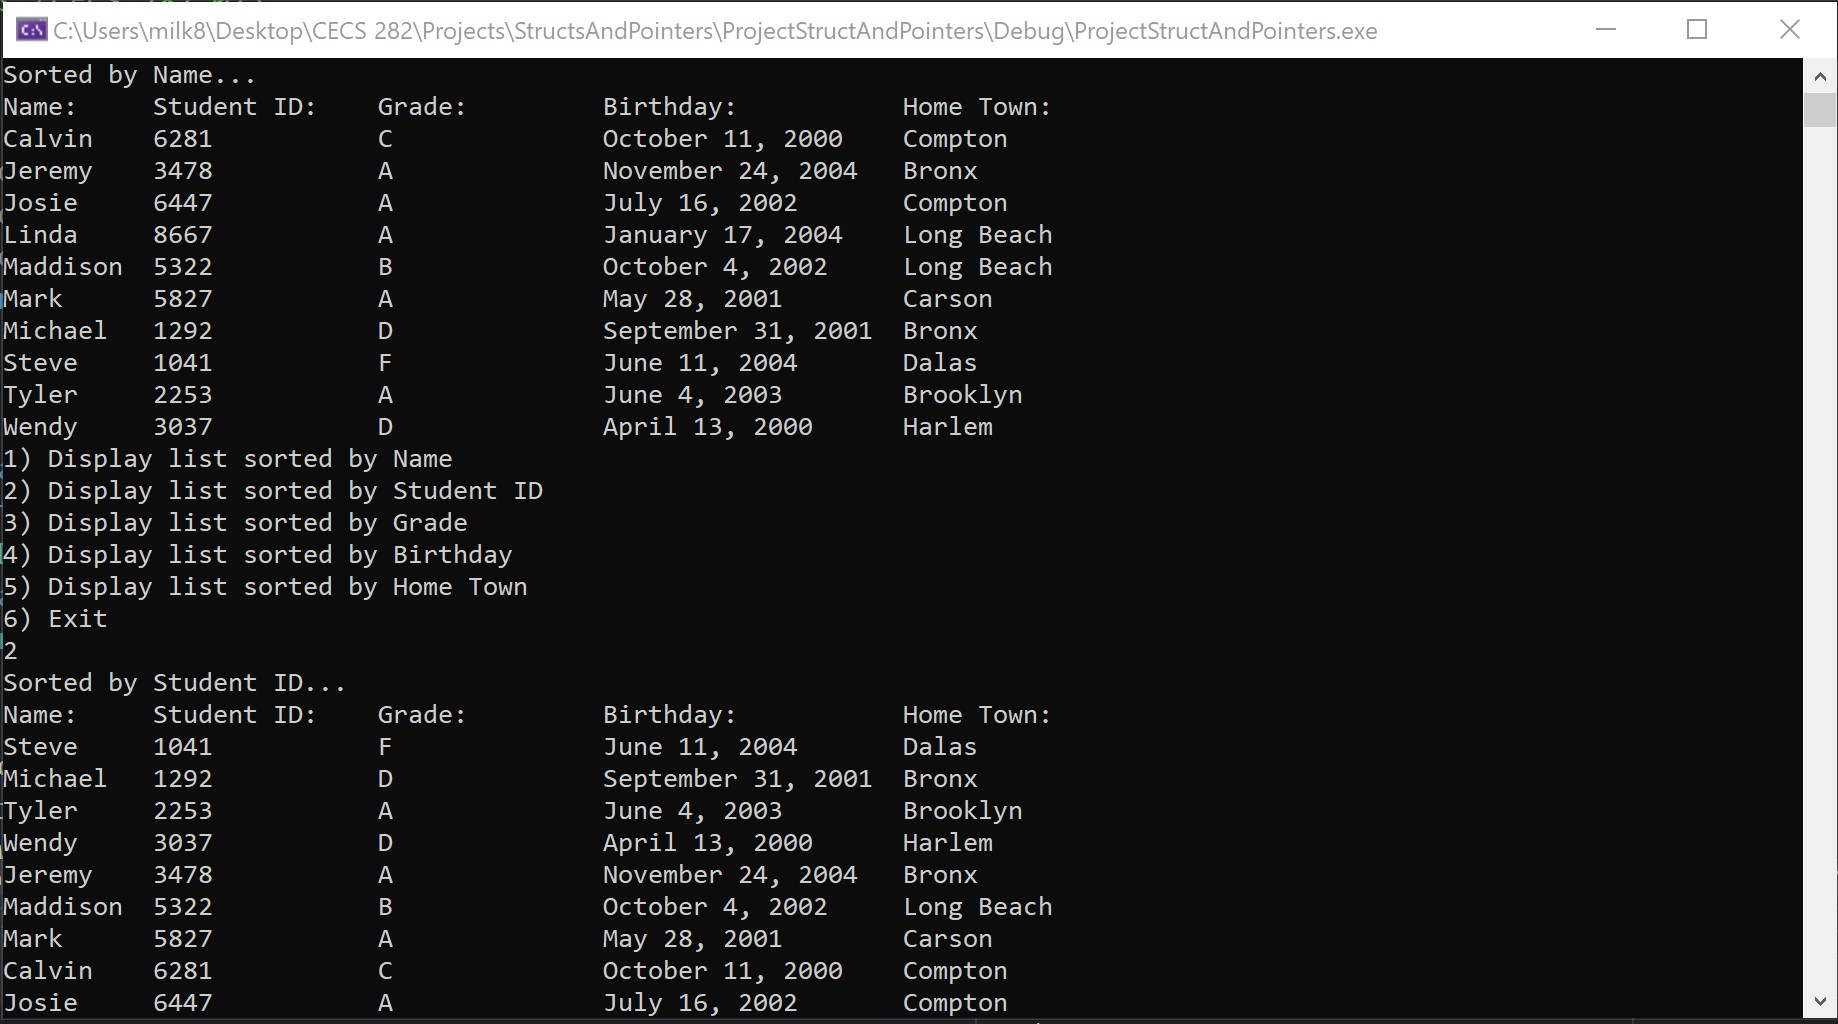 C:\Users\milk8\Desktop\CECS 282\Projects\StructsAndPointers\ProjectStructAndPointers\Debug\ProjectStructAndPointers.exe
Sorted by Name...
Name:     Student ID:    Grade:         Birthday:           Home Town:
Calvin    6281           C              October 11, 2000    Compton
Jeremy    3478           A              November 24, 2004   Bronx
Josie     6447           A              July 16, 2002       Compton
Linda     8667           A              January 17, 2004    Long Beach
Maddison  5322           B              October 4, 2002     Long Beach
Mark      5827           A              May 28, 2001        Carson
Michael   1292           D              September 31, 2001  Bronx
Steve     1041           F              June 11, 2004       Dalas
Tyler     2253           A              June 4, 2003        Brooklyn
Wendy     3037           D              April 13, 2000      Harlem
1) Display list sorted by Name
2) Display list sorted by Student ID
3) Display list sorted by Grade
4) Display list sorted by Birthday
5) Display list sorted by Home Town
6) Exit
2
Sorted by Student ID...
Name:     Student ID:    Grade:         Birthday:           Home Town:
Steve     1041           F              June 11, 2004       Dalas
Michael   1292           D              September 31, 2001  Bronx
Tyler     2253           A              June 4, 2003        Brooklyn
Wendy     3037           D              April 13, 2000      Harlem
Jeremy    3478           A              November 24, 2004   Bronx
Maddison  5322           B              October 4, 2002     Long Beach
Mark      5827           A              May 28, 2001        Carson
Calvin    6281           C              October 11, 2000    Compton
Josie     6447           A              July 16, 2002       Compton